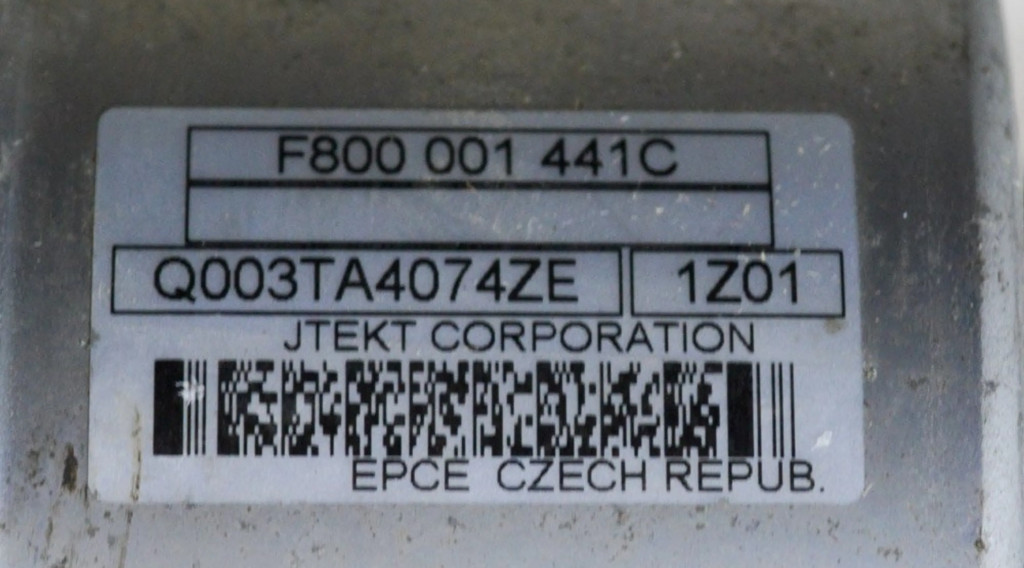 F800 001 441C
Q003TA4074ZE 1Z01
JTEKT CORPORATION
EPCE CZECH REPUB.